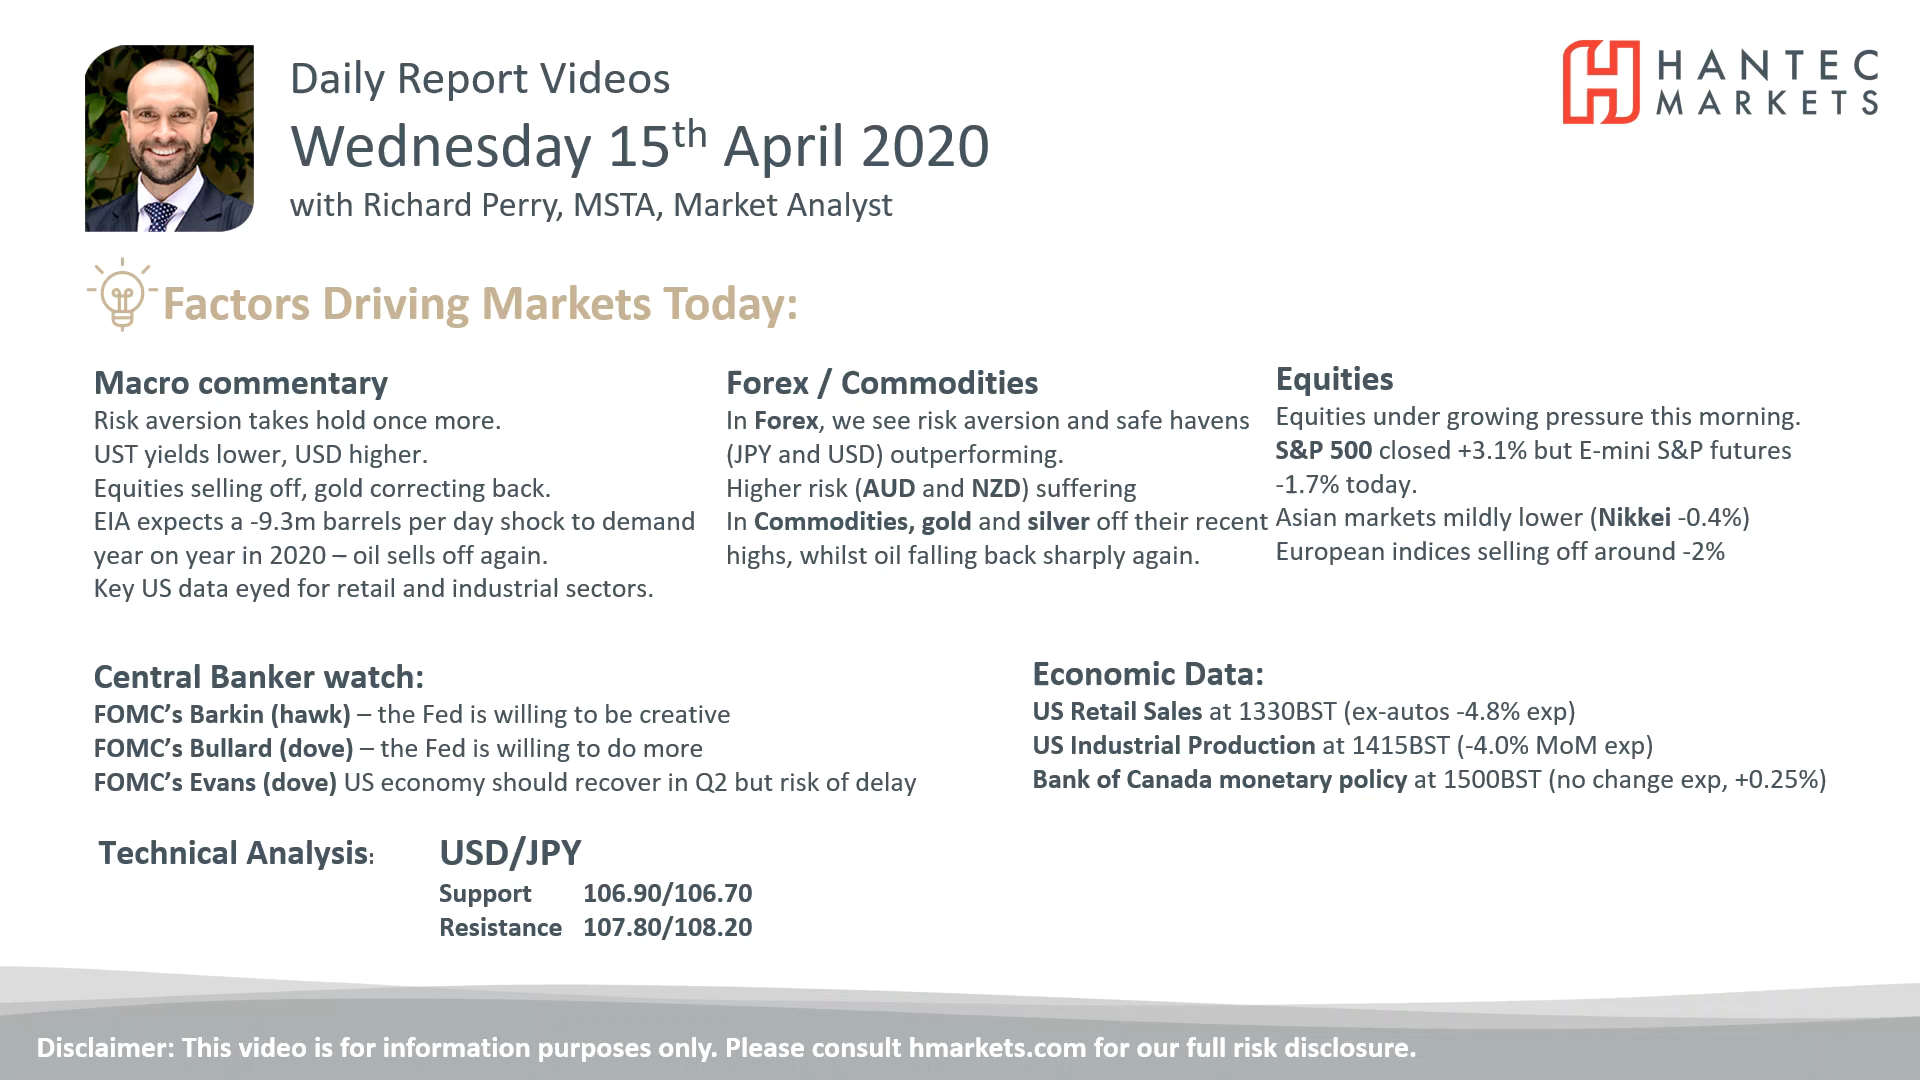 Daily Report Videos
Wednesday 15th April 2020
with Richard Perry, MSTA, Market Analyst
HANTEC
MARKETS
Factors Driving Markets Today:
Macro commentary
Risk aversion takes hold once more.
UST yields lower, USD higher.
Equities selling off, gold correcting back.
EIA expects a -9.3m barrels per day shock to demand
year on year in 2020 – oil sells off again.
Key US data eyed for retail and industrial sectors.
Forex / Commodities
In Forex, we see risk aversion and safe havens
(JPY and USD) outperforming.
Higher risk (AUD and NZD) suffering
In Commodities, gold and silver off their recent
highs, whilst oil falling back sharply again.
Equities
Equities under growing pressure this morning.
S&P 500 closed +3.1% but E-mini S&P futures
-1.7% today.
Asian markets mildly lower (Nikkei -0.4%)
European indices selling off around -2%
Central Banker watch:
FOMC’s Barkin (hawk) – the Fed is willing to be creative
FOMC’s Bullard (dove) – the Fed is willing to do more
FOMC’s Evans (dove) US economy should recover in Q2 but risk of delay
Economic Data:
US Retail Sales at 1330BST (ex-autos -4.8% exp)
US Industrial Production at 1415BST (-4.0% MoM exp)
Bank of Canada monetary policy at 1500BST (no change exp, +0.25%)
Technical Analysis:
USD/JPY
Support 106.90/106.70
Resistance 107.80/108.20
Disclaimer: This video is for information purposes only. Please consult hmarkets.com for our full risk disclosure.